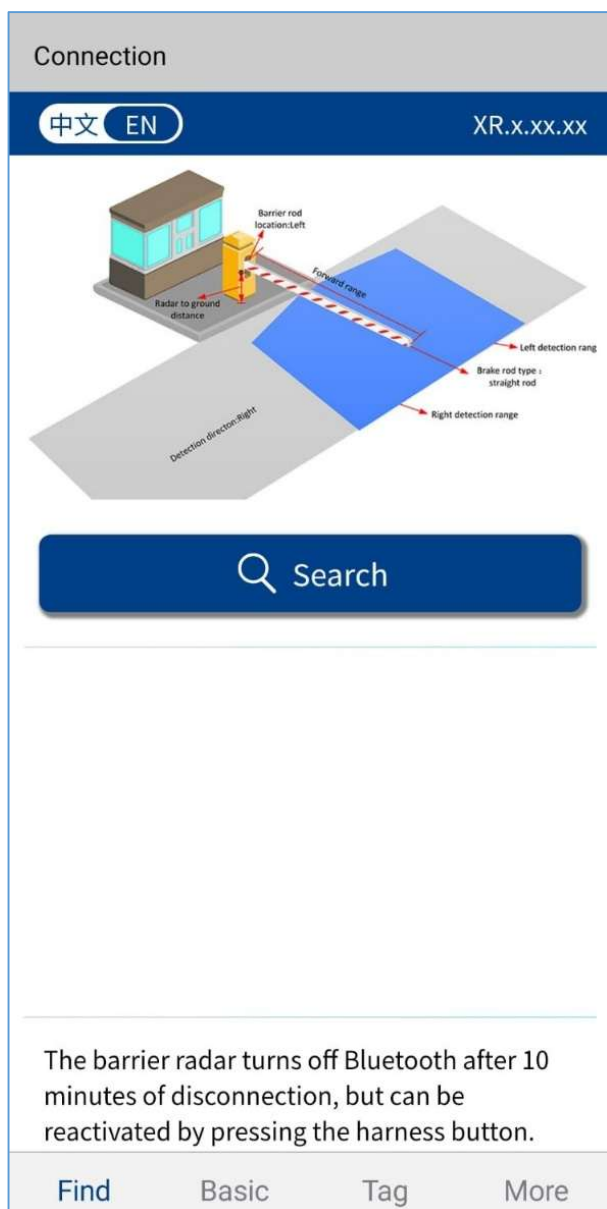 Connection
中文 EN
XR.x.xx.xx
Barrier rod
location:Left
Forward range
Radar to ground
distance
Left detection rang
Brake rod type :
straight rod
Right detection range
Detection directon:Right
Search
The barrier radar turns off Bluetooth after 10
minutes of disconnection, but can be
reactivated by pressing the harness button.
Find Basic Tag More